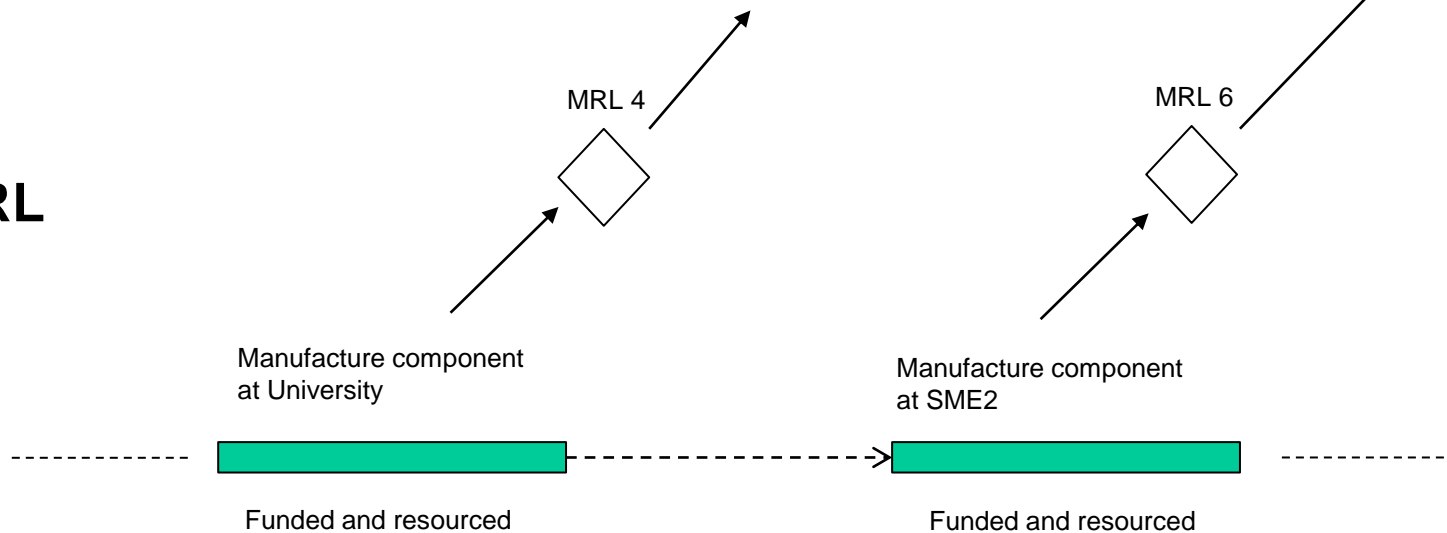 MRL 4
MRL 6
RL
Manufacture component
at University
Manufacture component
at SME2
Funded and resourced
Funded and resourced